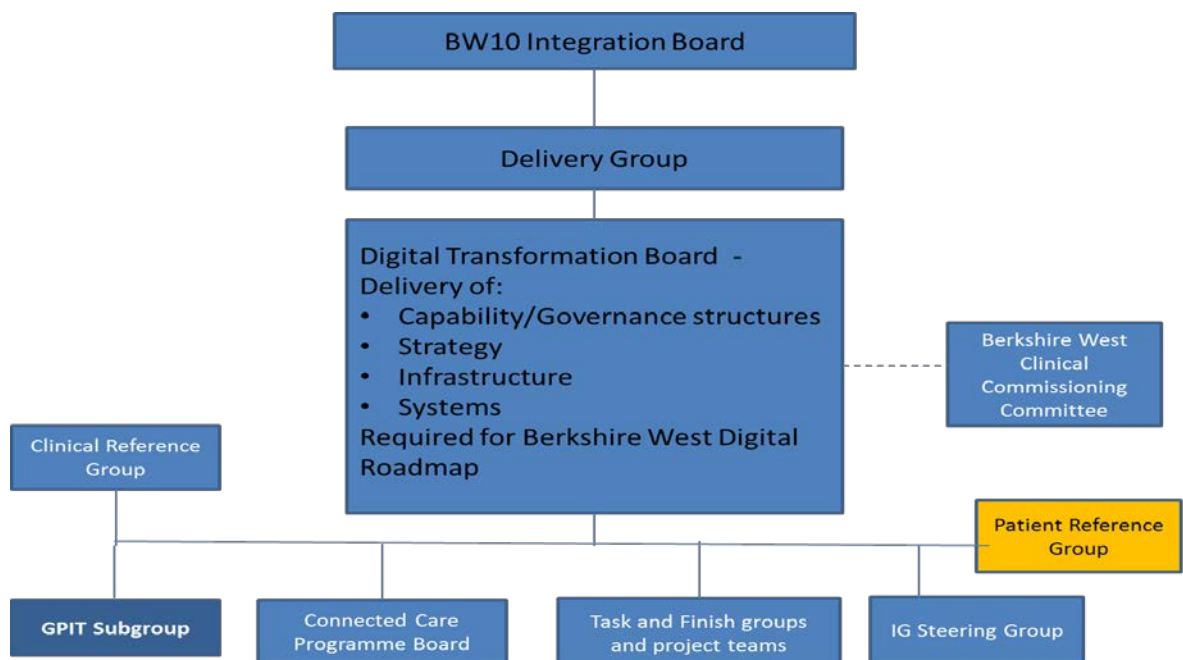 BW10 Integration Board
Delivery Group
Digital Transformation Board -
Delivery of:
• Capability/Governance structures
• Strategy
• Infrastructure
• Systems
Required for Berkshire West Digital
Roadmap
Berkshire West
Clinical
Commissioning
Committee
Clinical Reference
Group
Patient Reference
Group
GPIT Subgroup
Connected Care
Programme Board
Task and Finish groups
and project teams
IG Steering Group